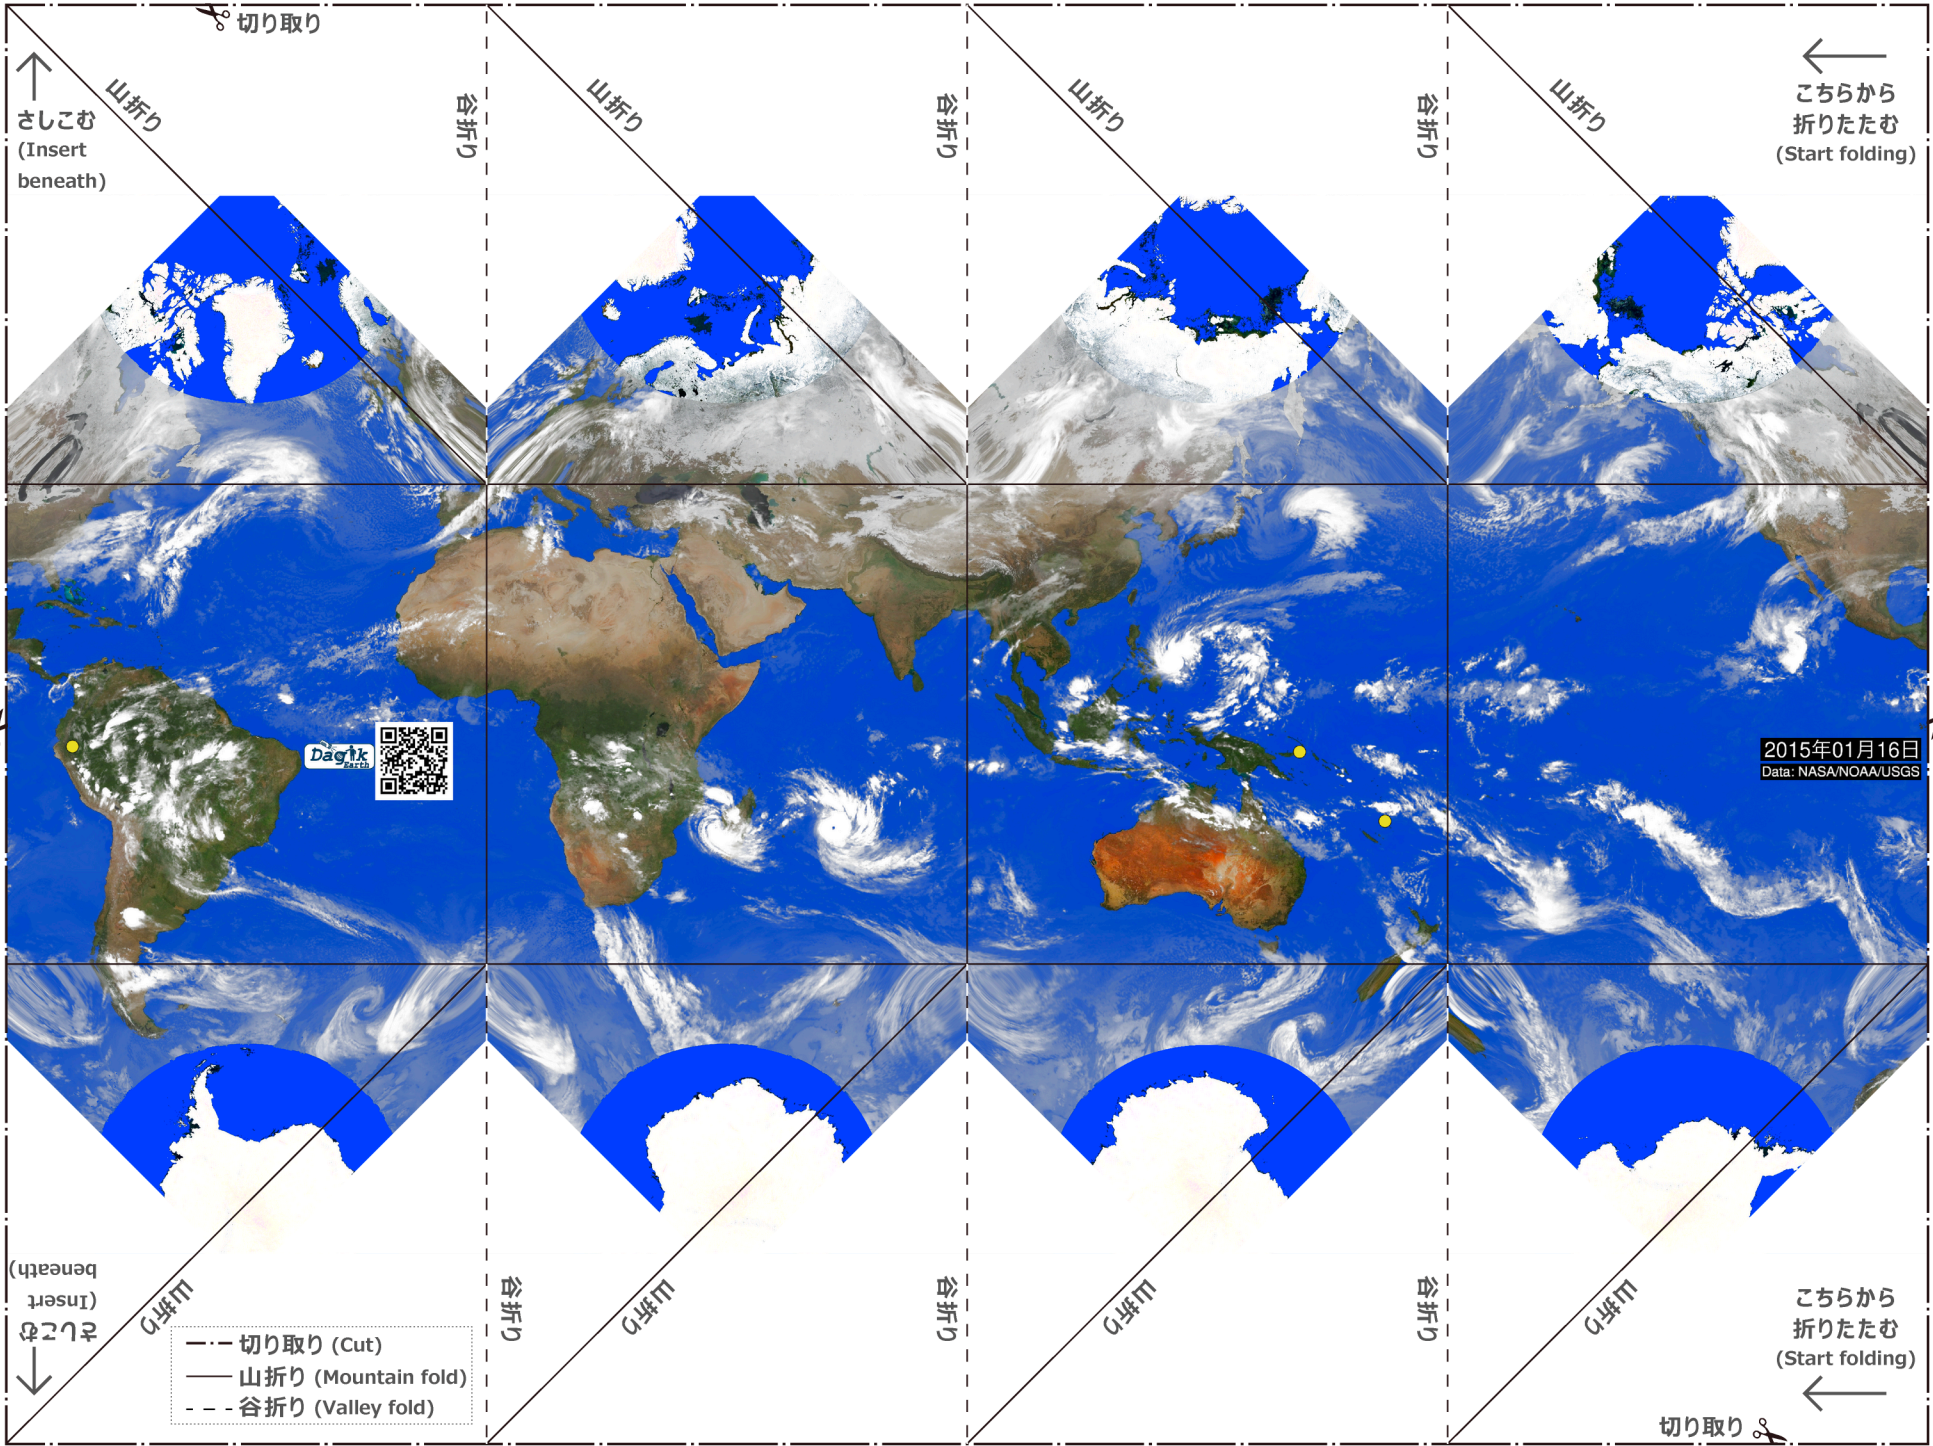 切り取り
山折り
谷折り
山折り
谷折り
山折り
谷折り
山折り
さしこむ
(Insert
beneath)
こちらから
折りたたむ
(Start folding)
Dagik
Earth
2015年01月16日
Data: NASA/NOAA/USGS
さしこむ
(Insert
beneath)
山折り
谷折り
山折り
谷折り
山折り
谷折り
山折り
こちらから
折りたたむ
(Start folding)
切り取り (Cut)
山折り (Mountain fold)
谷折り (Valley fold)
切り取り